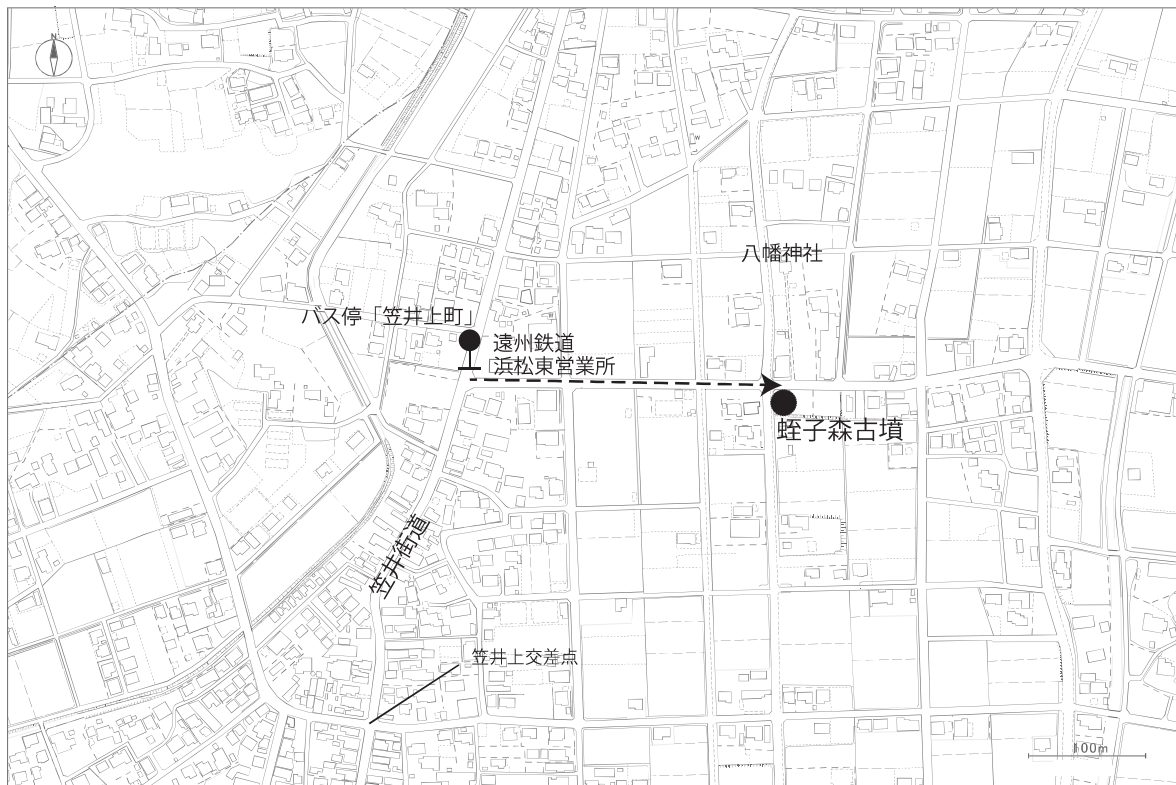 N
八幡神社
バス停「笠井上町」
遠州鉄道
浜松東営業所
蛭子森古墳
笠井街道
笠井上交差点
100m